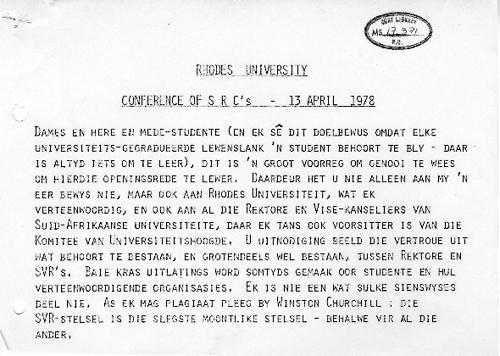 CORY LIBRARY
MS 17 371
R.U.
RHODES UNIVERSITY
CONFERENCE OF S R C's - 13 APRIL 1978
DAMES EN HERE EN MEDE-STUDENTE (EN EK SÊ DIT DOELBEWUS OMDAT ELKE
UNIVERSITEITS-GEGRADUEERDE LEWENSLANK 'N STUDENT BEHOORT TE BLY - DAAR
IS ALTYD IETS OM TE LEER), DIT IS 'N GROOT VOORREG OM GENOOI TE WEES
OM HIERDIE OPENINGSREDE TE LEWER. DAARDEUR HET U NIE ALLEEN AAN MY 'N
EER BEWYS NIE, MAAR OOK AAN RHODES UNIVERSITEIT, WAT EK
VERTEENWOORDIG, EN OOK AAN AL DIE REKTORE EN VISE-KANSELIERS VAN
SUID-AFRIKAANSE UNIVERSITEITE, DAAR EK TANS OOK VOORSITTER IS VAN DIE
KOMITEE VAN UNIVERSITEITSHOOFDE. U UITNODIGING BEELD DIE VERTROUE UIT
WAT BEHOORT TE BESTAAN, EN GROTENDEELS WEL BESTAAN, TUSSEN REKTORE EN
SVR's. BAIE KRAS UITLATINGS WORD SOMTYDS GEMAAK OOR STUDENTE EN HUL
VERTEENWOORDIGENDE ORGANISASIES. EK IS NIE EEN WAT SULKE SIENSWYSES
DEEL NIE. AS EK MAG PLAGIAAT PLEEG BY WINSTON CHURCHILL : DIE
SVR-STELSEL IS DIE SLEGSTE MOONTLIKE STELSEL - BEHALWE VIR AL DIE
ANDER.